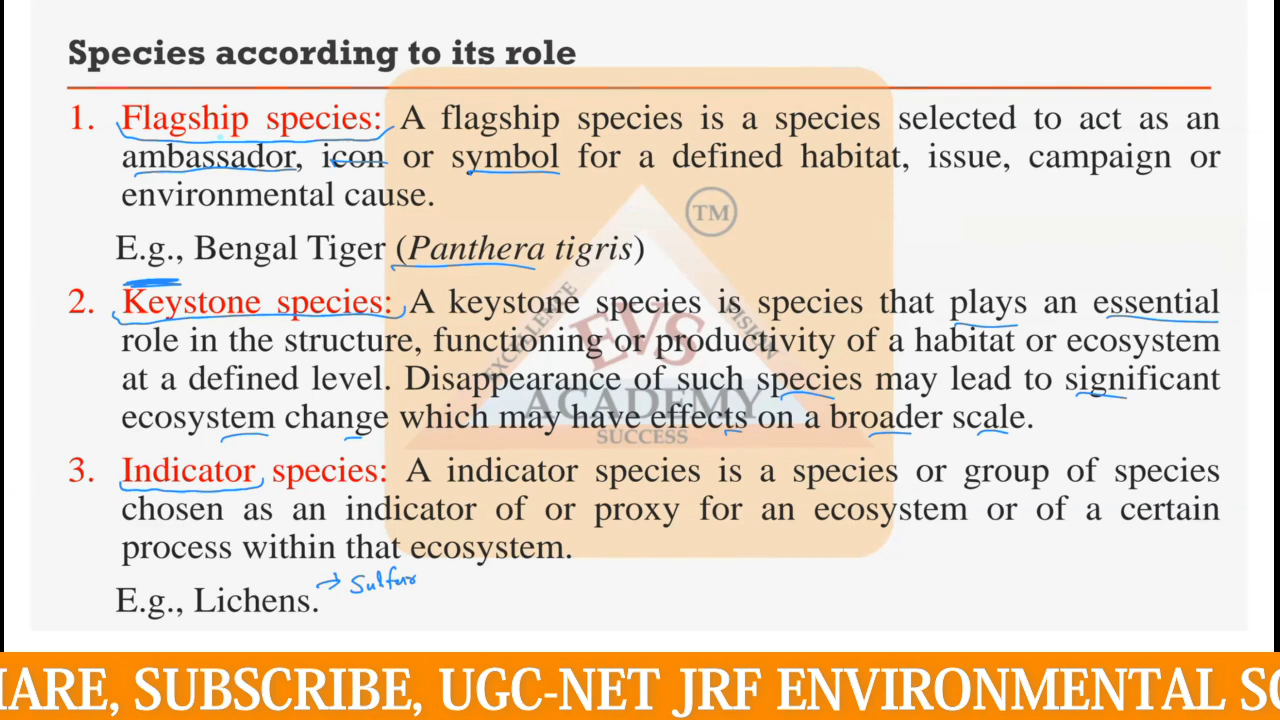 Species according to its role
1. Flagship species: A flagship species is a species selected to act as an
ambassador, icon or symbol for a defined habitat, issue, campaign or
environmental cause.
E.g., Bengal Tiger (Panthera tigris)
2. Keystone species: A keystone species is species that plays an essential
role in the structure, functioning or productivity of a habitat or ecosystem
at a defined level. Disappearance of such species may lead to significant
ecosystem change which may have effects on a broader scale.
3. Indicator species: A indicator species is a species or group of species
chosen as an indicator of or proxy for an ecosystem or of a certain
process within that ecosystem.
E.g., Lichens. → Sulfur
TM
EXCELLENCE
VISION
EVS
ACADEMY
SUCCESS
HARE, SUBSCRIBE, UGC-NET JRF ENVIRONMENTAL SC